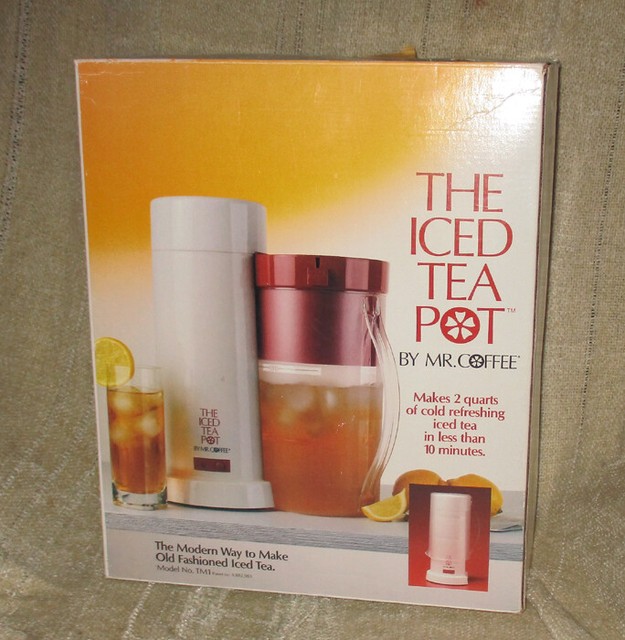 THE
ICED
TEA
POT™
BY MR. COFFEE®
Makes 2 quarts
of cold refreshing
iced tea
in less than
10 minutes.
THE
ICED
TEA
POT
BY MR. COFFEE®
The Modern Way to Make
Old Fashioned Iced Tea.
Model No. TM1